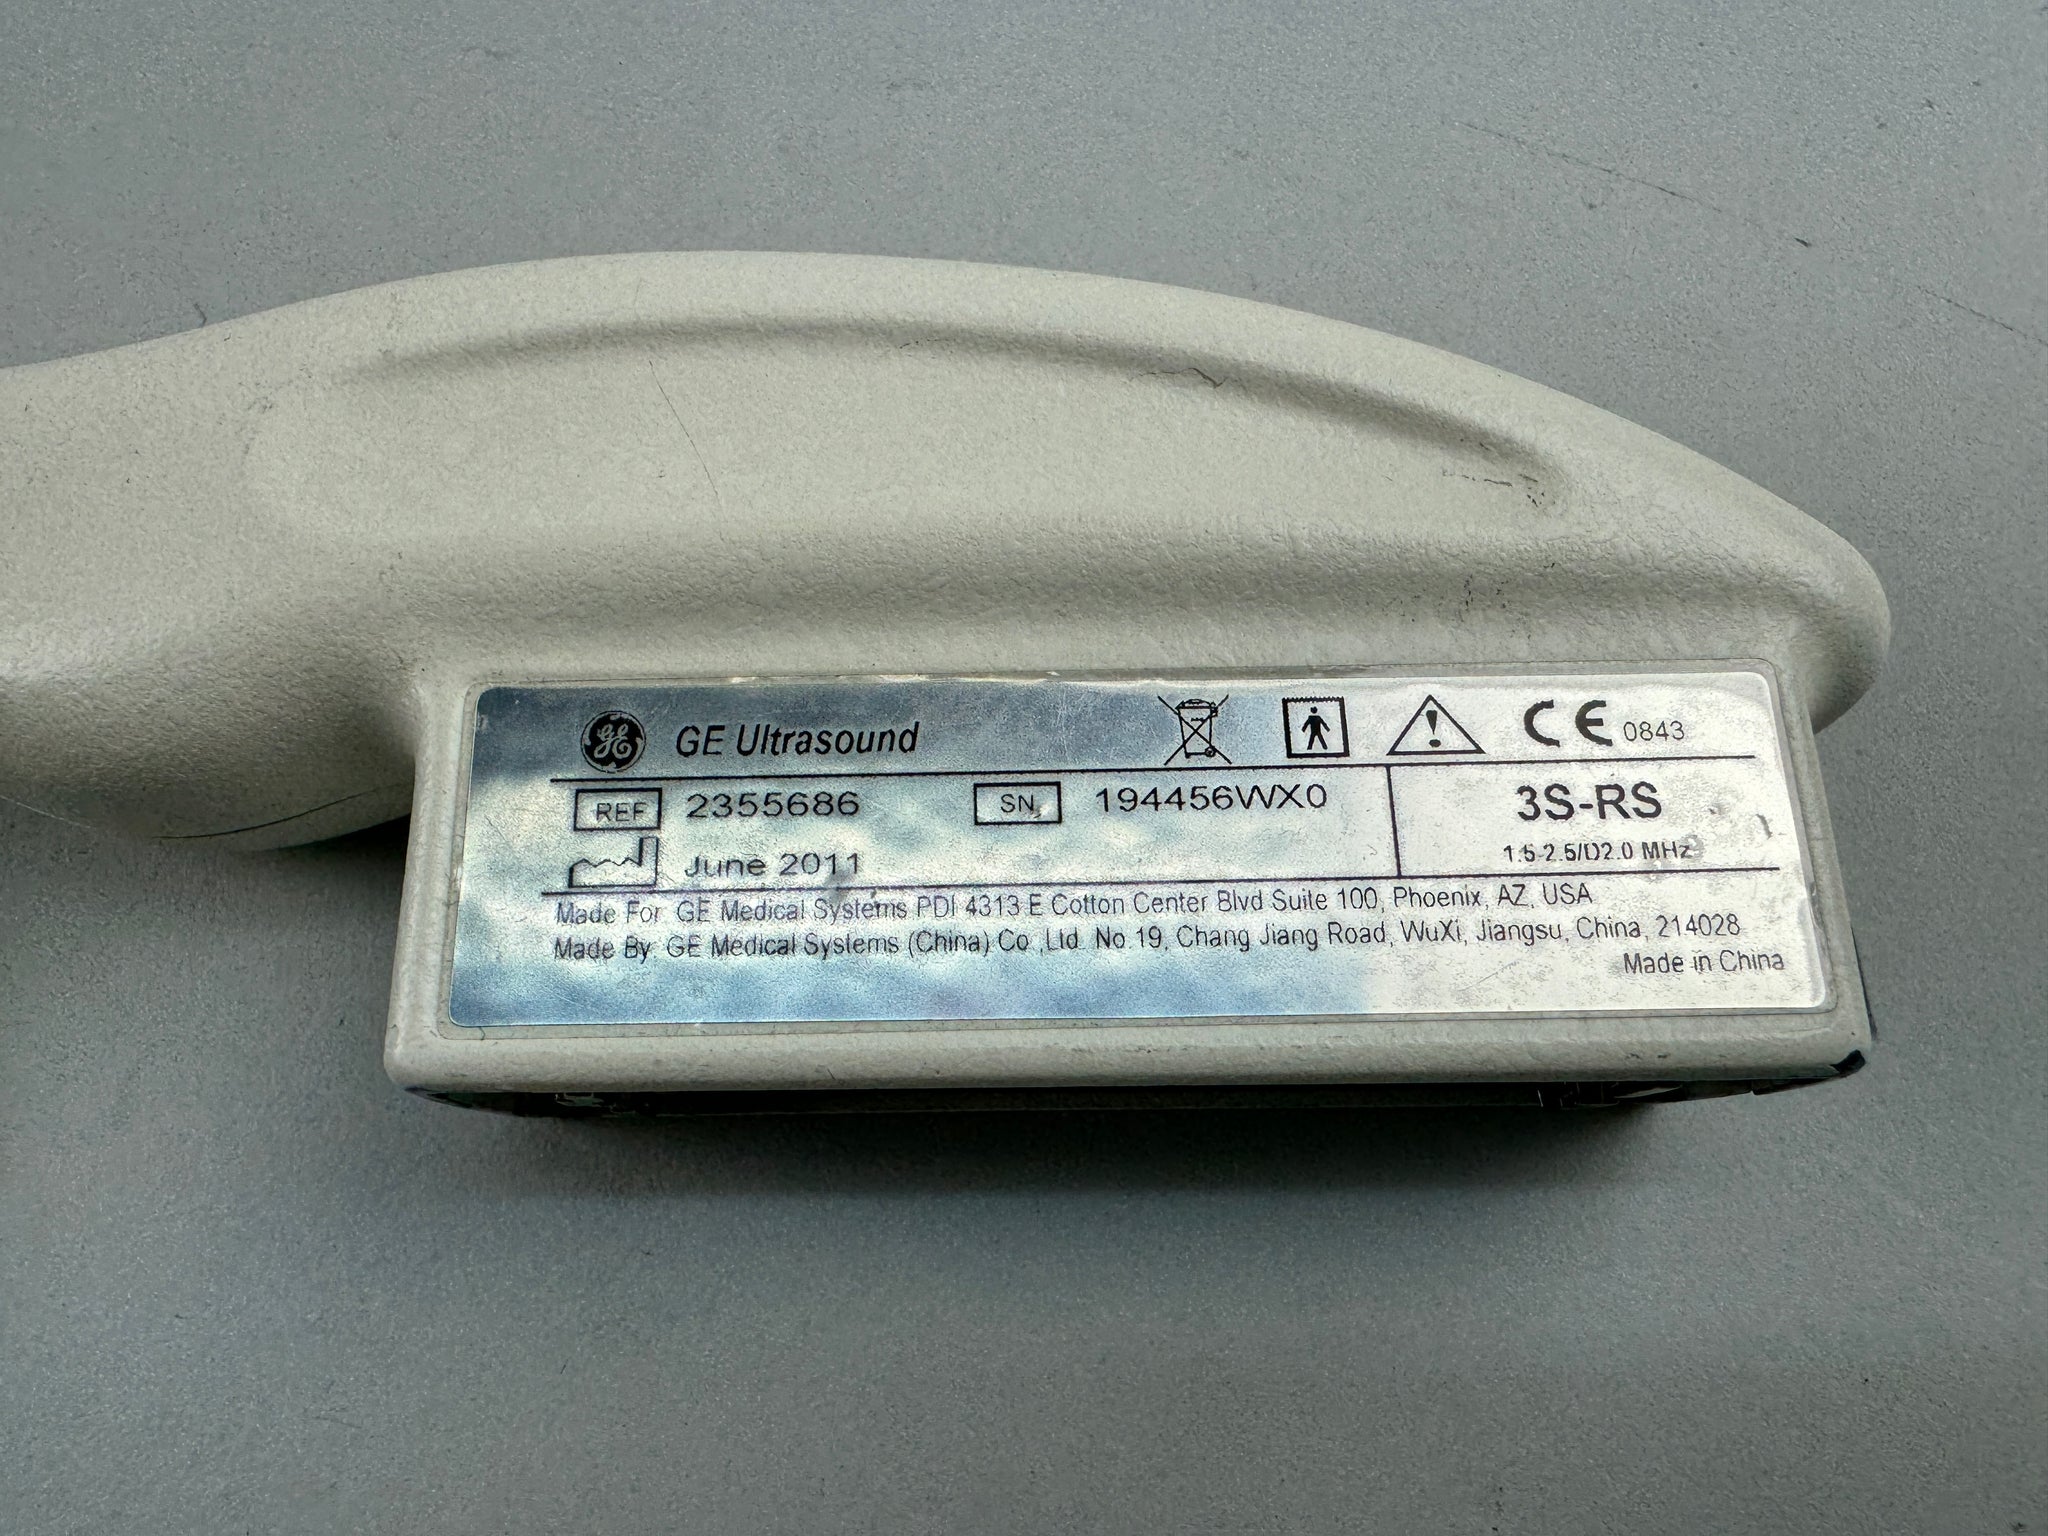 GE GE Ultrasound CE 0843
REF 2355686 SN 194456WX0 3S-RS
June 2011 1.5-2.5/D2.0 MHz
Made For GE Medical Systems PDI 4313 E Cotton Center Blvd Suite 100, Phoenix, AZ, USA
Made By GE Medical Systems (China) Co.,Ltd. No 19, Chang Jiang Road, WuXi, Jiangsu, China, 214028
Made in China